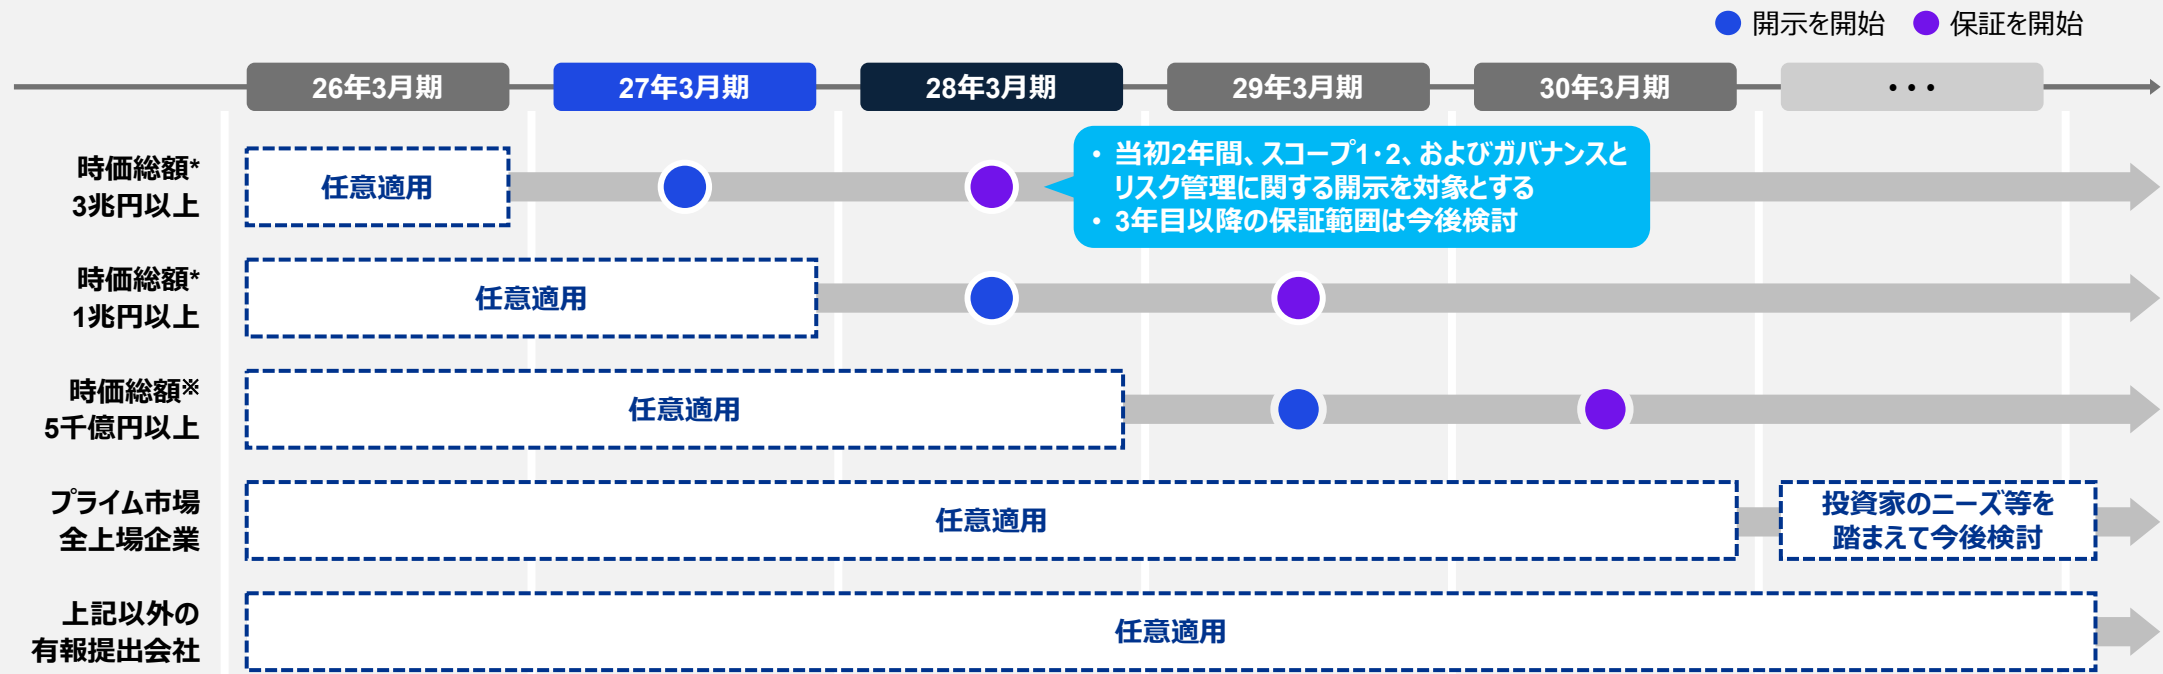 開示を開始
保証を開始
26年3月期
27年3月期
28年3月期
29年3月期
30年3月期
・・・
時価総額*
3兆円以上
任意適用
• 当初2年間、スコープ1・2、およびガバナンスと
リスク管理に関する開示を対象とする
• 3年目以降の保証範囲は今後検討
時価総額*
1兆円以上
任意適用
時価総額※
5千億円以上
任意適用
プライム市場
全上場企業
任意適用
投資家のニーズ等を
踏まえて今後検討
上記以外の
有報提出会社
任意適用